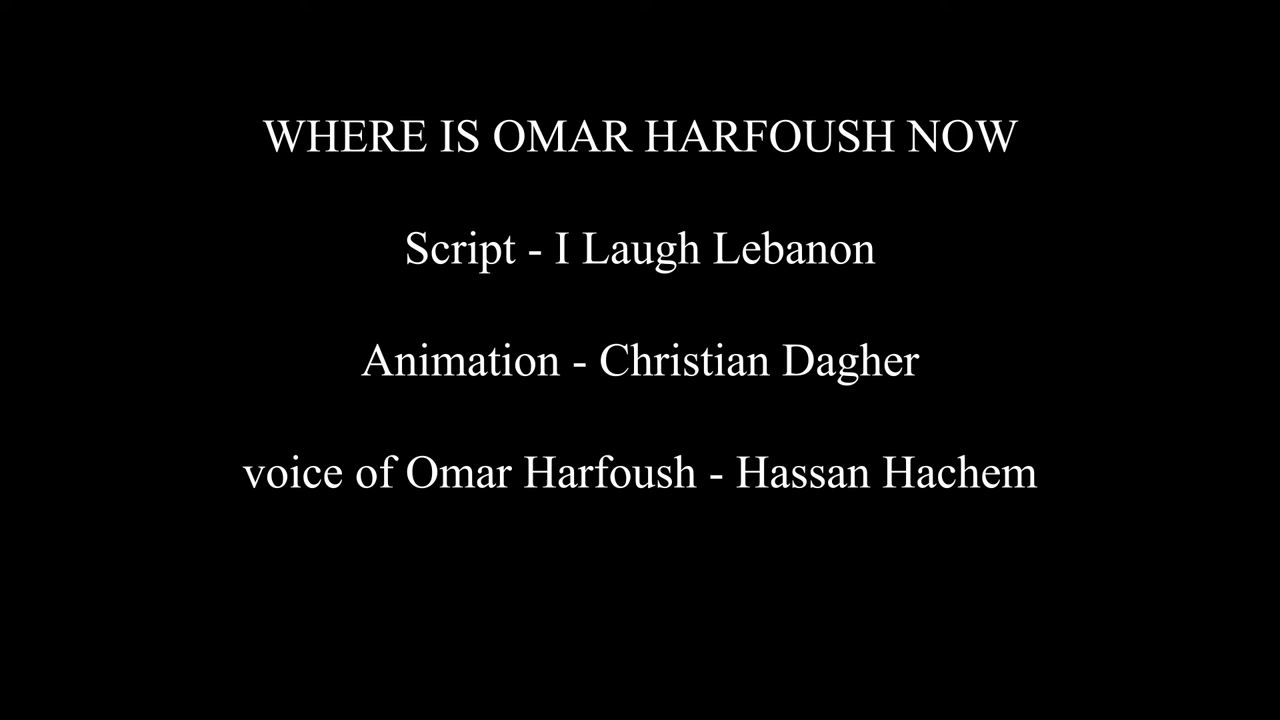 WHERE IS OMAR HARFOUSH NOW
Script - I Laugh Lebanon
Animation - Christian Dagher
voice of Omar Harfoush - Hassan Hachem